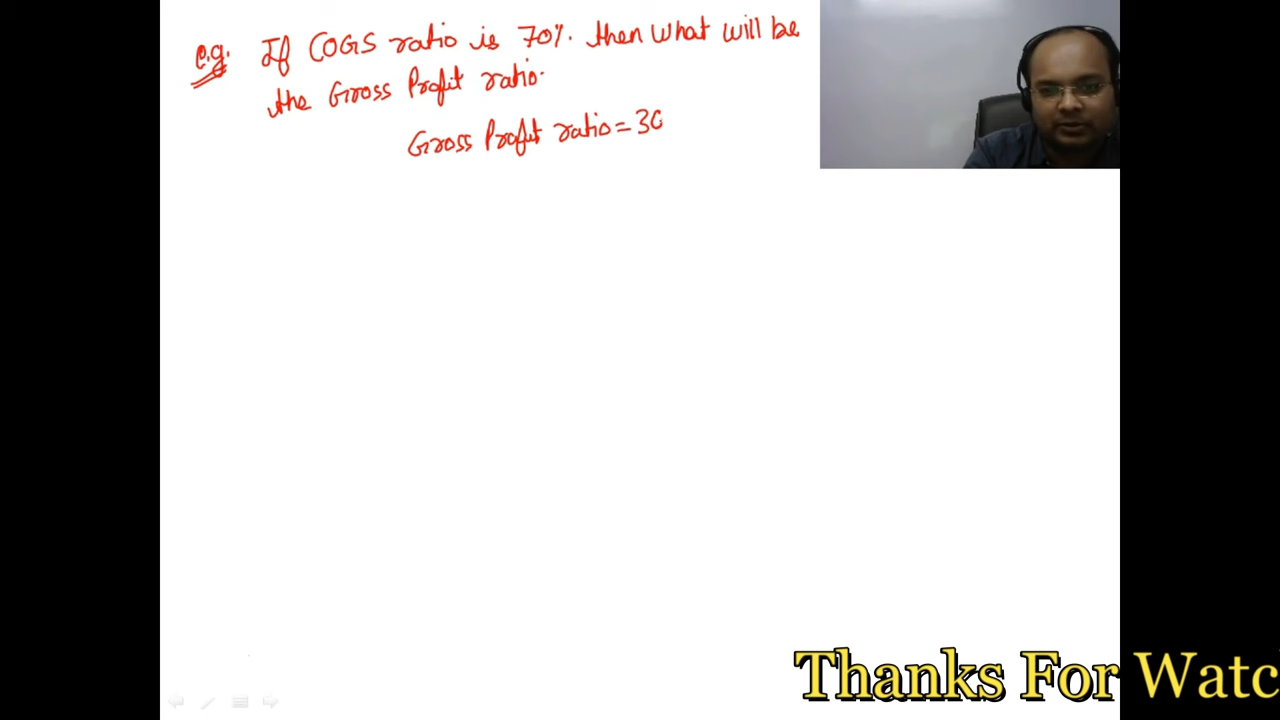 e.g. If COGS ratio is 70%. then what will be
the Gross Profit ratio.
Gross Profit ratio = 30
Thanks For Watc